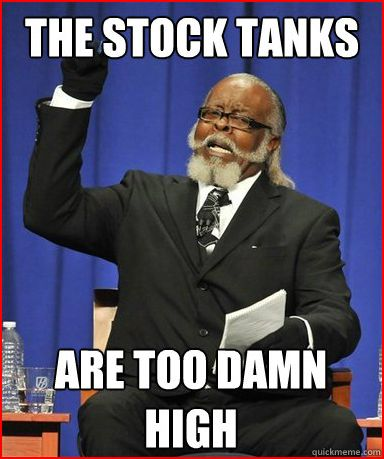 THE STOCK TANKS
ARE TOO DAMN
HIGH
quickmeme.com